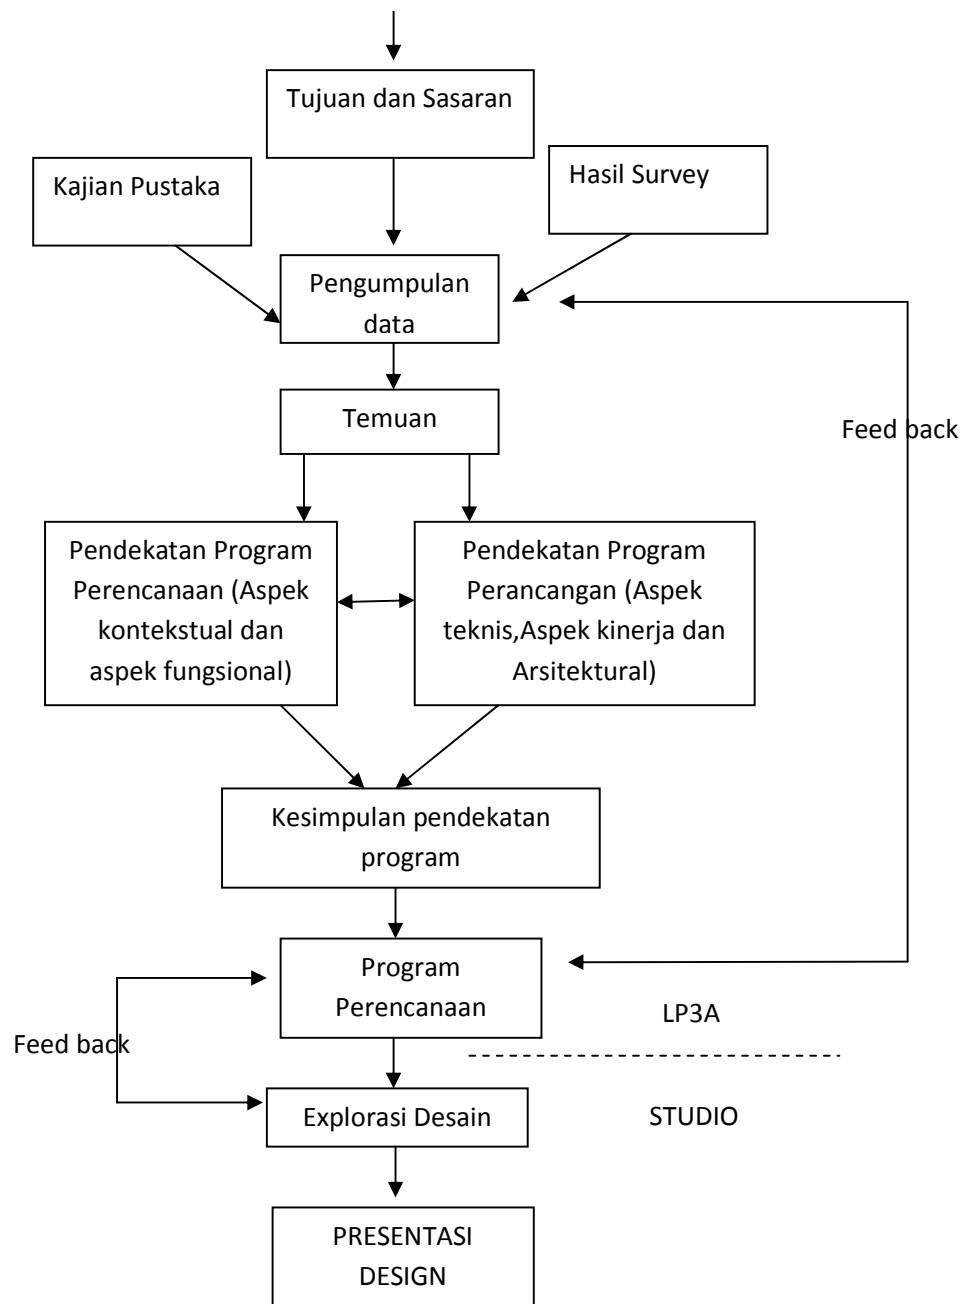 Tujuan dan Sasaran
Kajian Pustaka
Hasil Survey
Pengumpulan
data
Temuan
Feed back
Pendekatan Program
Perencanaan (Aspek
kontekstual dan
aspek fungsional)
Pendekatan Program
Perancangan (Aspek
teknis,Aspek kinerja dan
Arsitektural)
Kesimpulan pendekatan
program
Program
Perencanaan
LP3A
Feed back
Explorasi Desain
STUDIO
PRESENTASI
DESIGN